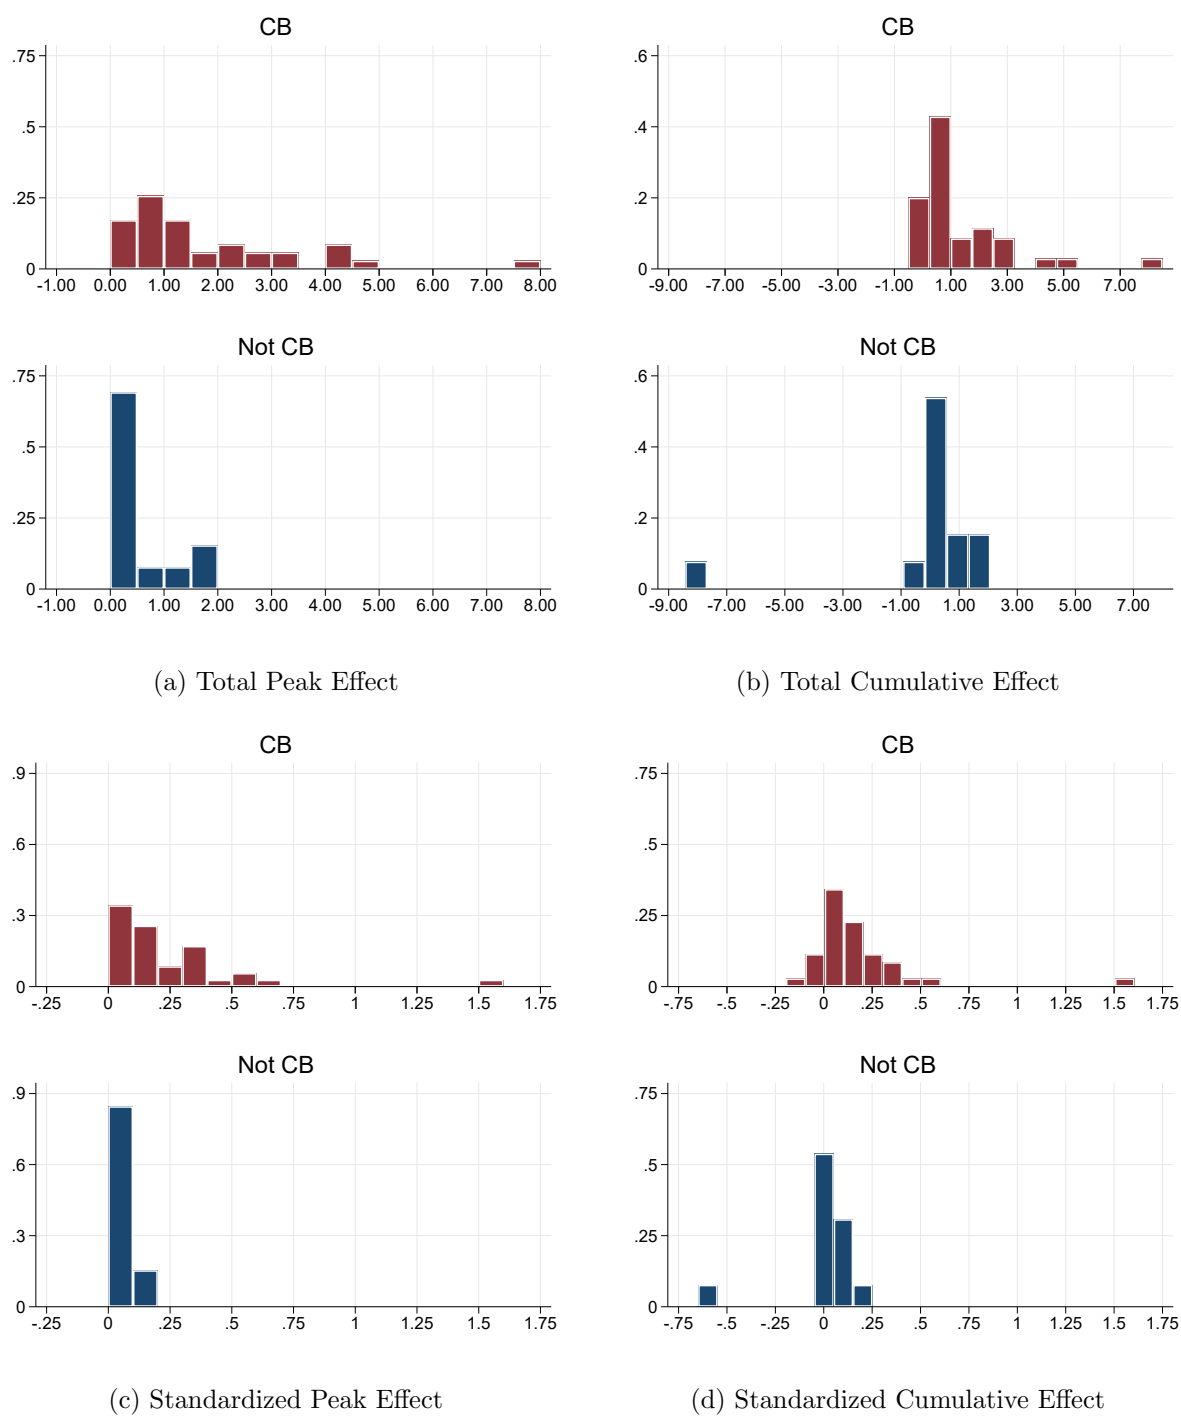 CB
.75
.5
.25
0
-1.00 0.00 1.00 2.00 3.00 4.00 5.00 6.00 7.00 8.00
Not CB
.75
.5
.25
0
-1.00 0.00 1.00 2.00 3.00 4.00 5.00 6.00 7.00 8.00
(a) Total Peak Effect
CB
.6
.4
.2
0
-9.00 -7.00 -5.00 -3.00 -1.00 1.00 3.00 5.00 7.00
Not CB
.6
.4
.2
0
-9.00 -7.00 -5.00 -3.00 -1.00 1.00 3.00 5.00 7.00
(b) Total Cumulative Effect
CB
.9
.6
.3
0
-.25 0 .25 .5 .75 1 1.25 1.5 1.75
Not CB
.9
.6
.3
0
-.25 0 .25 .5 .75 1 1.25 1.5 1.75
(c) Standardized Peak Effect
CB
.75
.5
.25
0
-.75 -.5 -.25 0 .25 .5 .75 1 1.25 1.5 1.75
Not CB
.75
.5
.25
0
-.75 -.5 -.25 0 .25 .5 .75 1 1.25 1.5 1.75
(d) Standardized Cumulative Effect